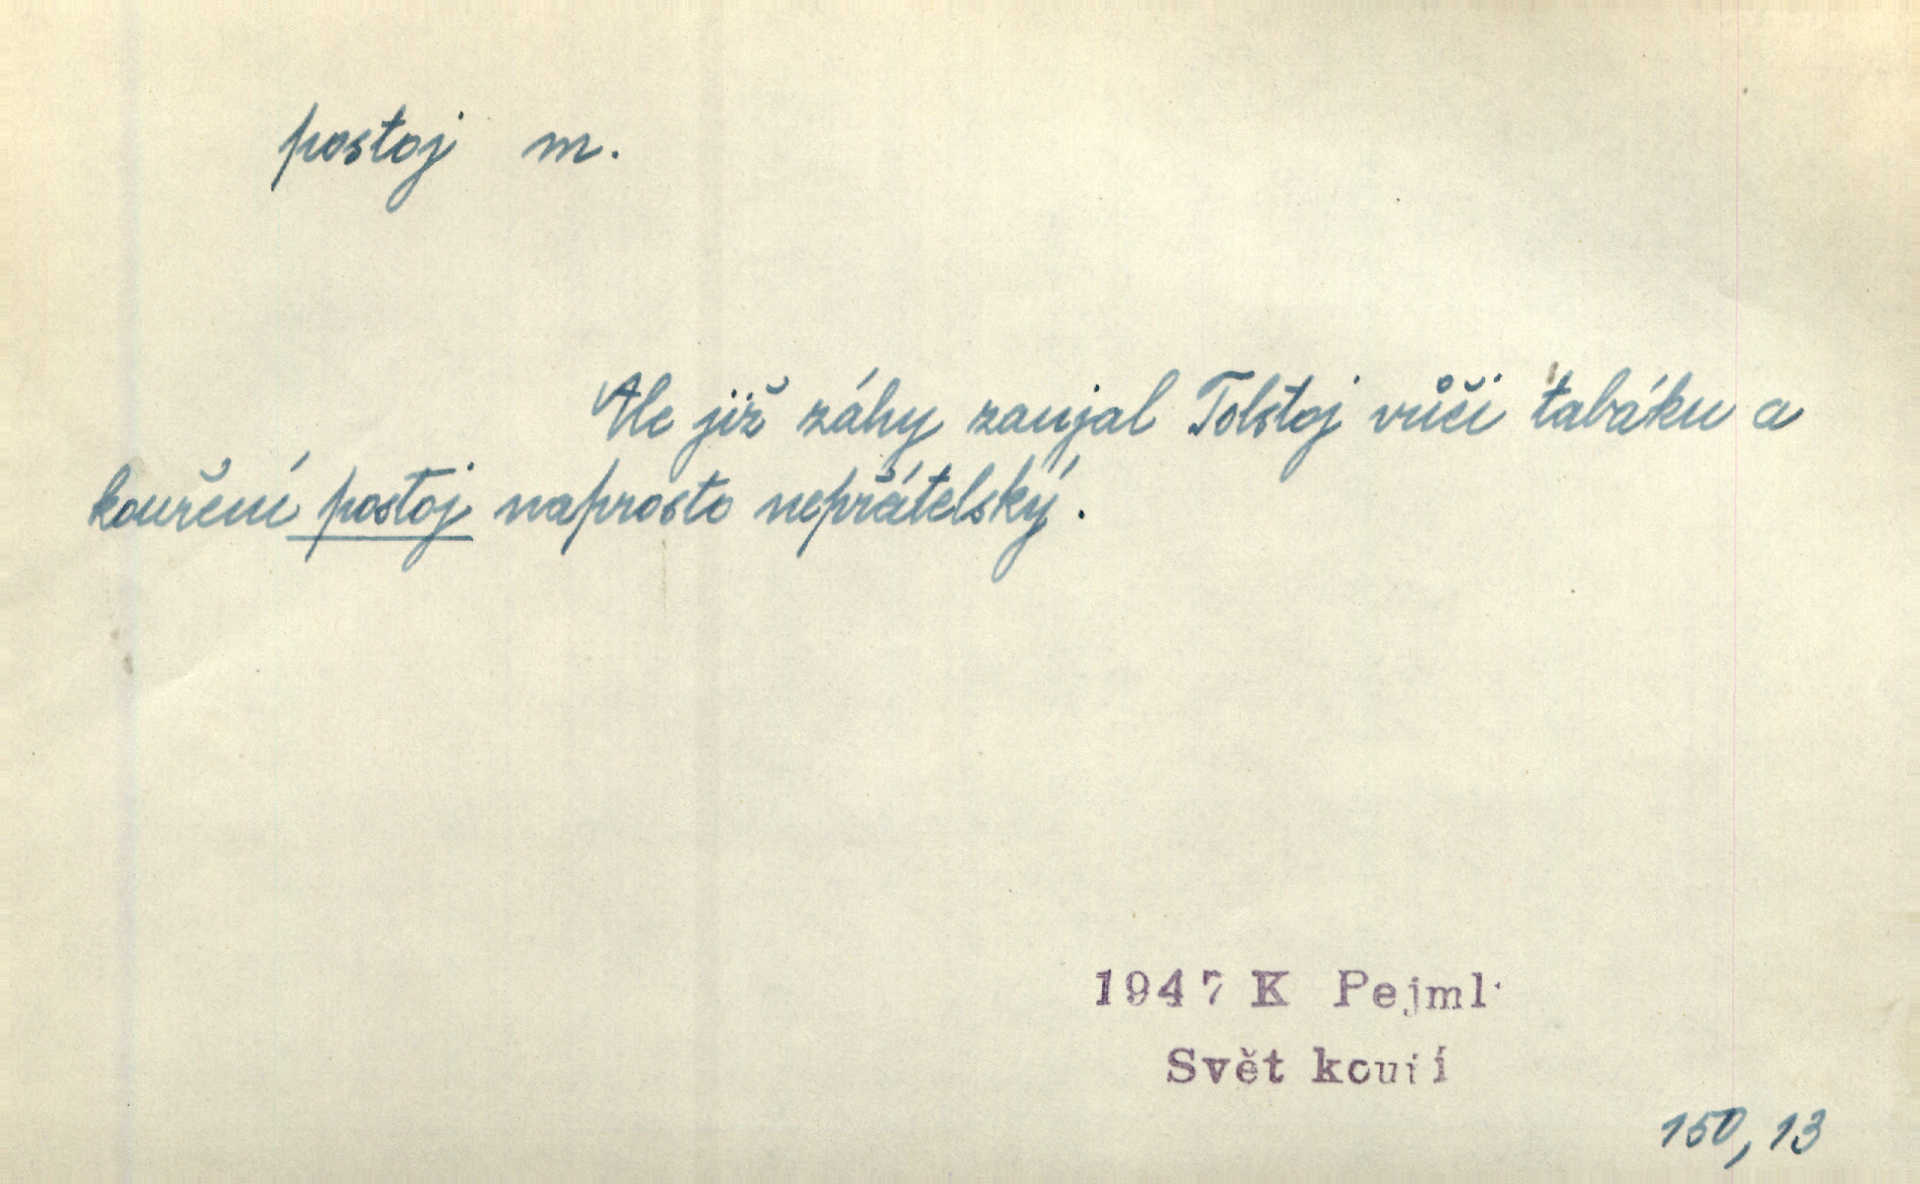 postoj m.
Ale již záhy zaujal Tolstoj vůči tabáku a
kouření postoj naprosto nepřátelský.
1947 K Pejml
Svět kouří
150, 13